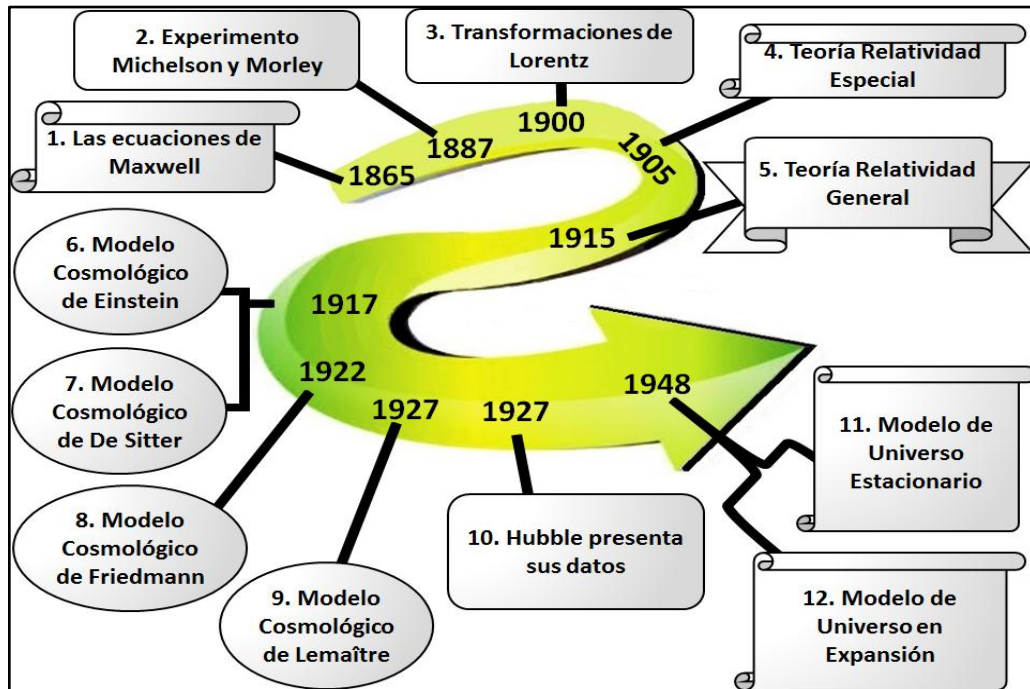 2. Experimento
Michelson y Morley
3. Transformaciones de
Lorentz
4. Teoría Relatividad
Especial
1. Las ecuaciones de
Maxwell
1865
1887
1900
1905
5. Teoría Relatividad
General
1915
6. Modelo
Cosmológico
de Einstein
1917
7. Modelo
Cosmológico
de De Sitter
1922
1927
1927
1948
8. Modelo
Cosmológico
de Friedmann
9. Modelo
Cosmológico
de Lemaître
10. Hubble presenta
sus datos
11. Modelo de
Universo
Estacionario
12. Modelo de
Universo en
Expansión